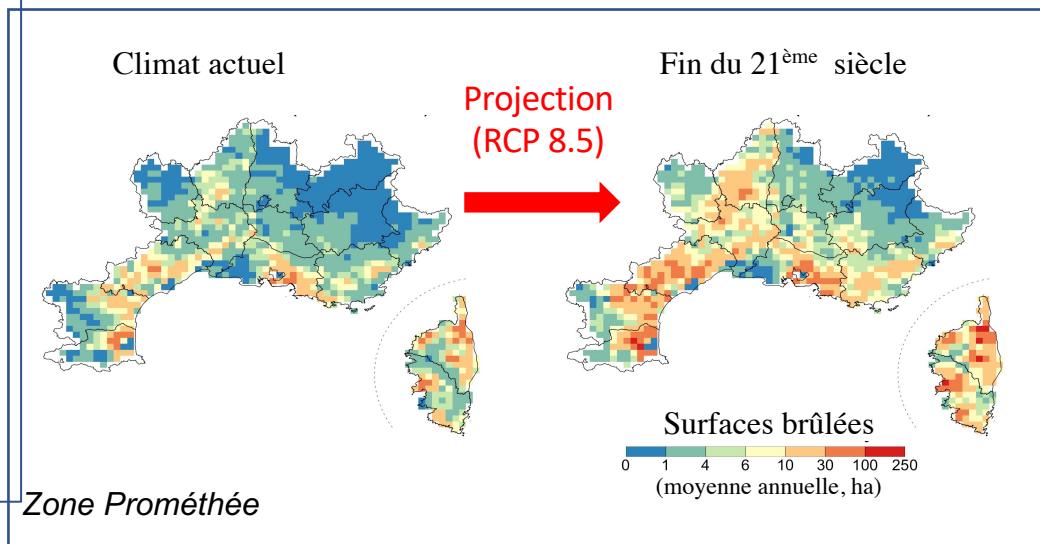 Climat actuel
Fin du 21ème siècle
Projection
(RCP 8.5)
Surfaces brûlées
0 1 4 6 10 30 100 250
(moyenne annuelle, ha)
Zone Prométhée